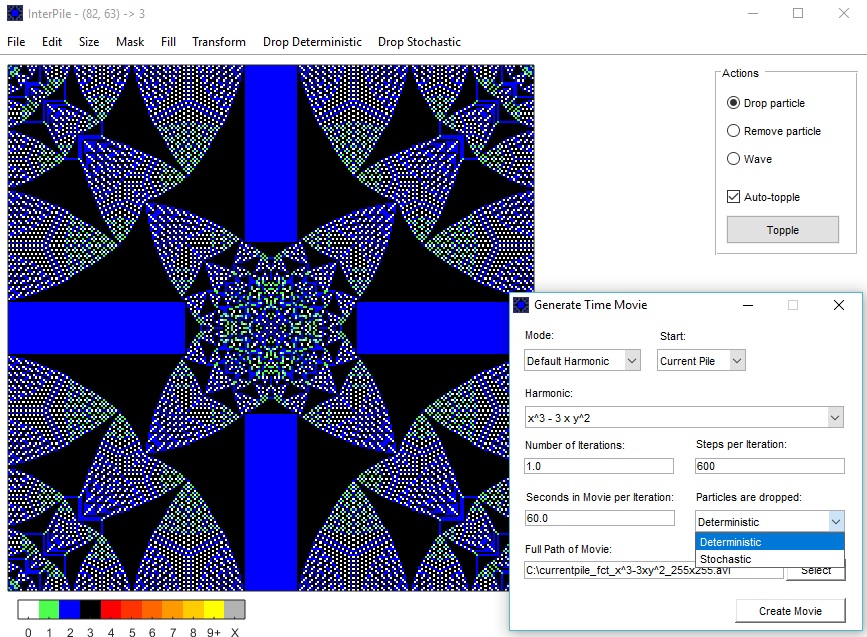 InterPile - (82, 63) -> 3
File Edit Size Mask Fill Transform Drop Deterministic Drop Stochastic
Actions
Drop particle
Remove particle
Wave
Auto-topple
Topple
Generate Time Movie
Mode: Start:
Default Harmonic Current Pile
Harmonic:
x^3 - 3 x y^2
Number of Iterations: Steps per Iteration:
1.0 600
Seconds in Movie per Iteration: Particles are dropped:
60.0 Deterministic
Deterministic
Stochastic
Full Path of Movie:
C:\currentpile_fct_x^3-3xy^2_255x255.avi Select
Create Movie
0 1 2 3 4 5 6 7 8 9+ X